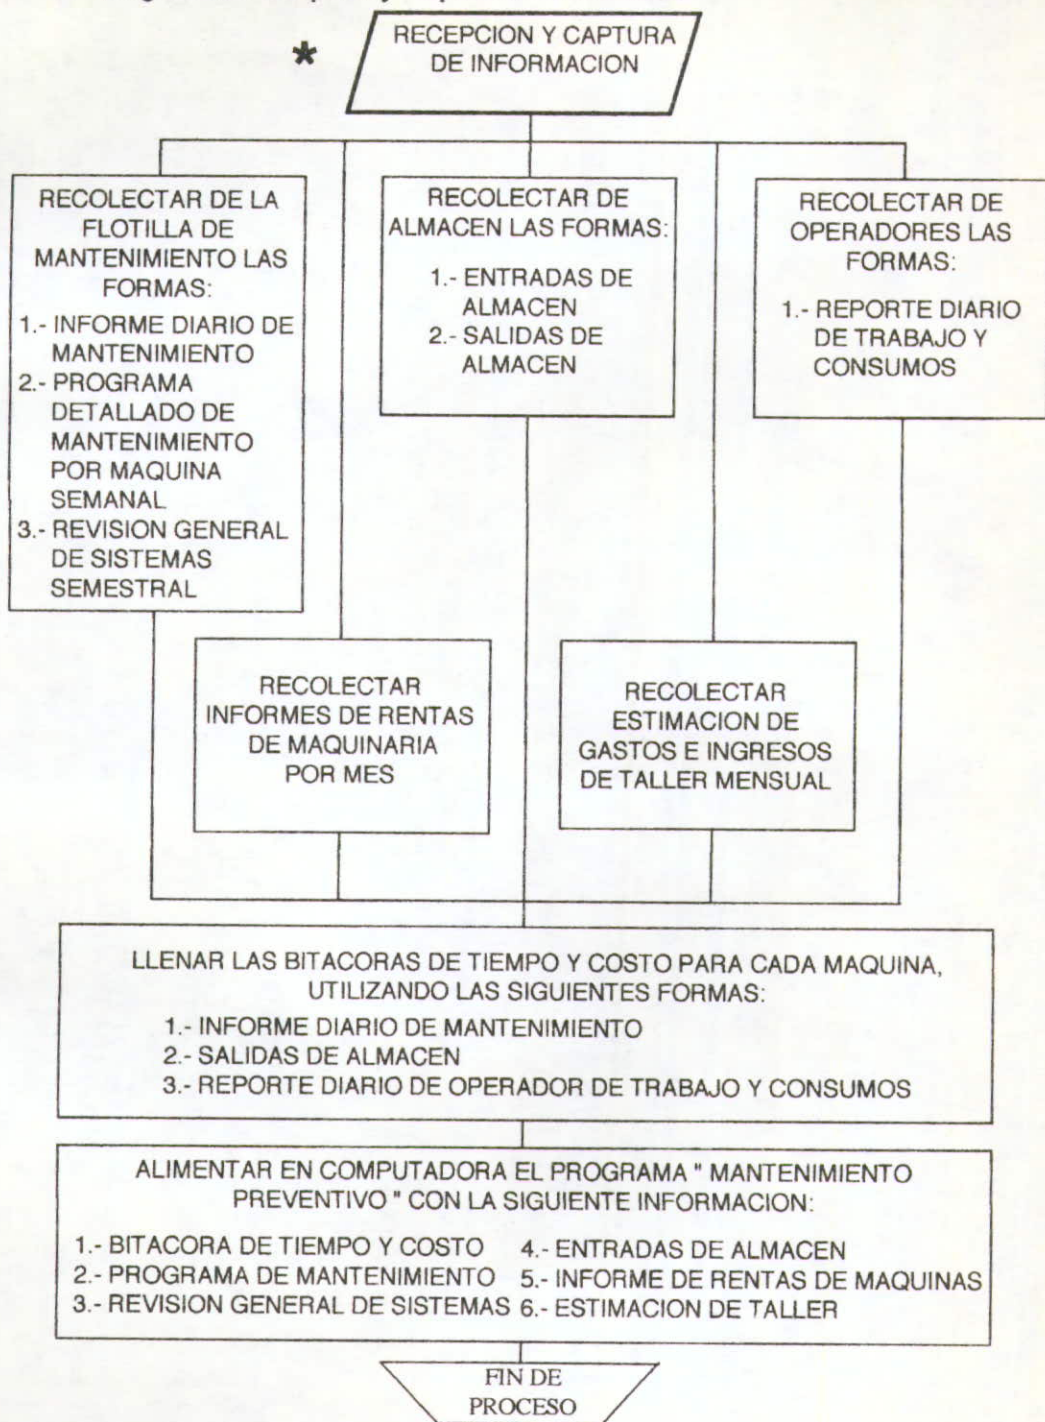 *
RECEPCION Y CAPTURA
DE INFORMACION
RECOLECTAR DE LA
FLOTILLA DE
MANTENIMIENTO LAS
FORMAS:
1.- INFORME DIARIO DE
MANTENIMIENTO
2.- PROGRAMA
DETALLADO DE
MANTENIMIENTO
POR MAQUINA
SEMANAL
3.- REVISION GENERAL
DE SISTEMAS
SEMESTRAL
RECOLECTAR DE
ALMACEN LAS FORMAS:
1.- ENTRADAS DE
ALMACEN
2.- SALIDAS DE
ALMACEN
RECOLECTAR DE
OPERADORES LAS
FORMAS:
1.- REPORTE DIARIO
DE TRABAJO Y
CONSUMOS
RECOLECTAR
INFORMES DE RENTAS
DE MAQUINARIA
POR MES
RECOLECTAR
ESTIMACION DE
GASTOS E INGRESOS
DE TALLER MENSUAL
LLENAR LAS BITACORAS DE TIEMPO Y COSTO PARA CADA MAQUINA,
UTILIZANDO LAS SIGUIENTES FORMAS:
1.- INFORME DIARIO DE MANTENIMIENTO
2.- SALIDAS DE ALMACEN
3.- REPORTE DIARIO DE OPERADOR DE TRABAJO Y CONSUMOS
ALIMENTAR EN COMPUTADORA EL PROGRAMA " MANTENIMIENTO
PREVENTIVO " CON LA SIGUIENTE INFORMACION:
1.- BITACORA DE TIEMPO Y COSTO
2.- PROGRAMA DE MANTENIMIENTO
3.- REVISION GENERAL DE SISTEMAS
4.- ENTRADAS DE ALMACEN
5.- INFORME DE RENTAS DE MAQUINAS
6.- ESTIMACION DE TALLER
FIN DE
PROCESO